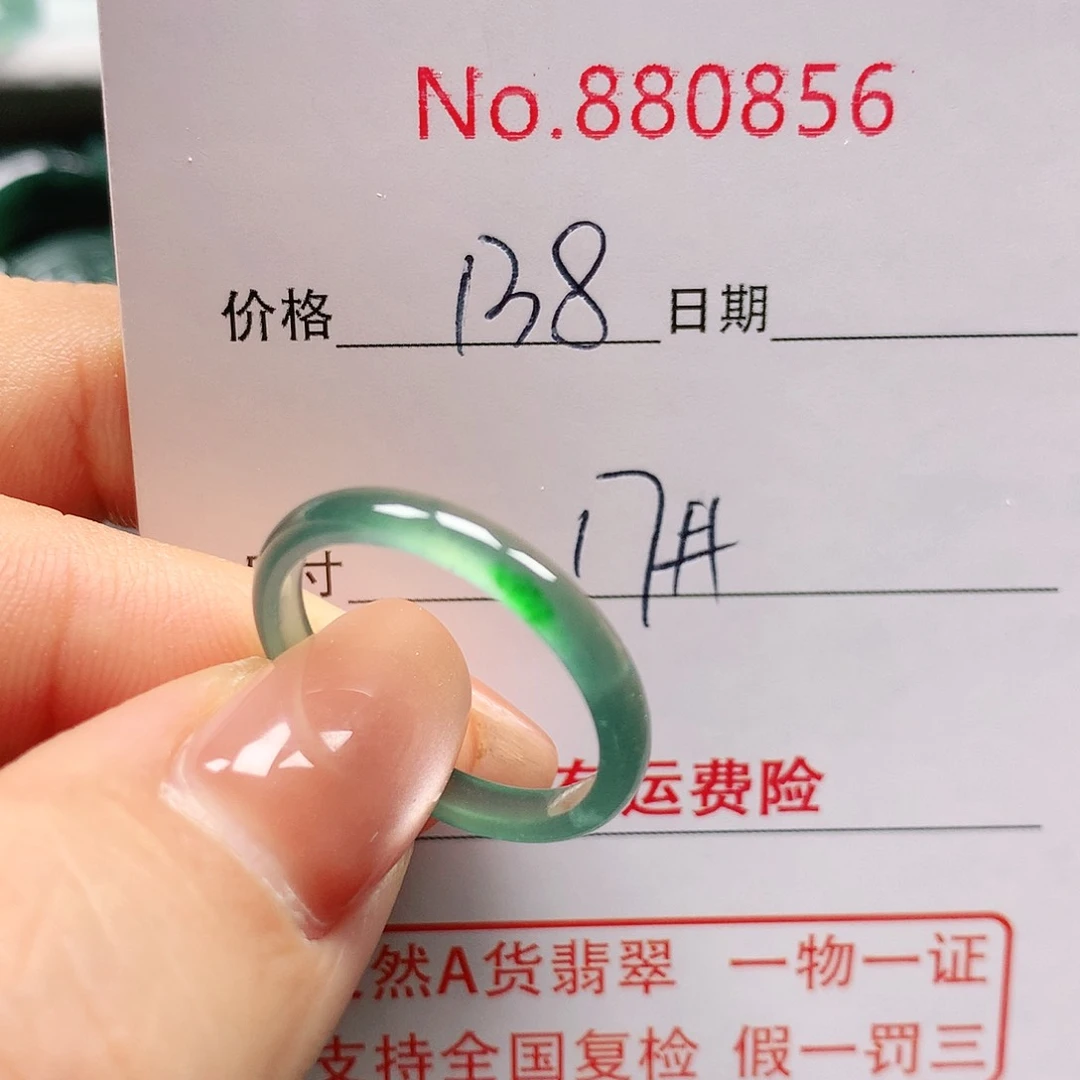 No.880856
价格 138 日期
寸 17#
运费险
然A货翡翠 一物一证
支持全国复检 假一罚三